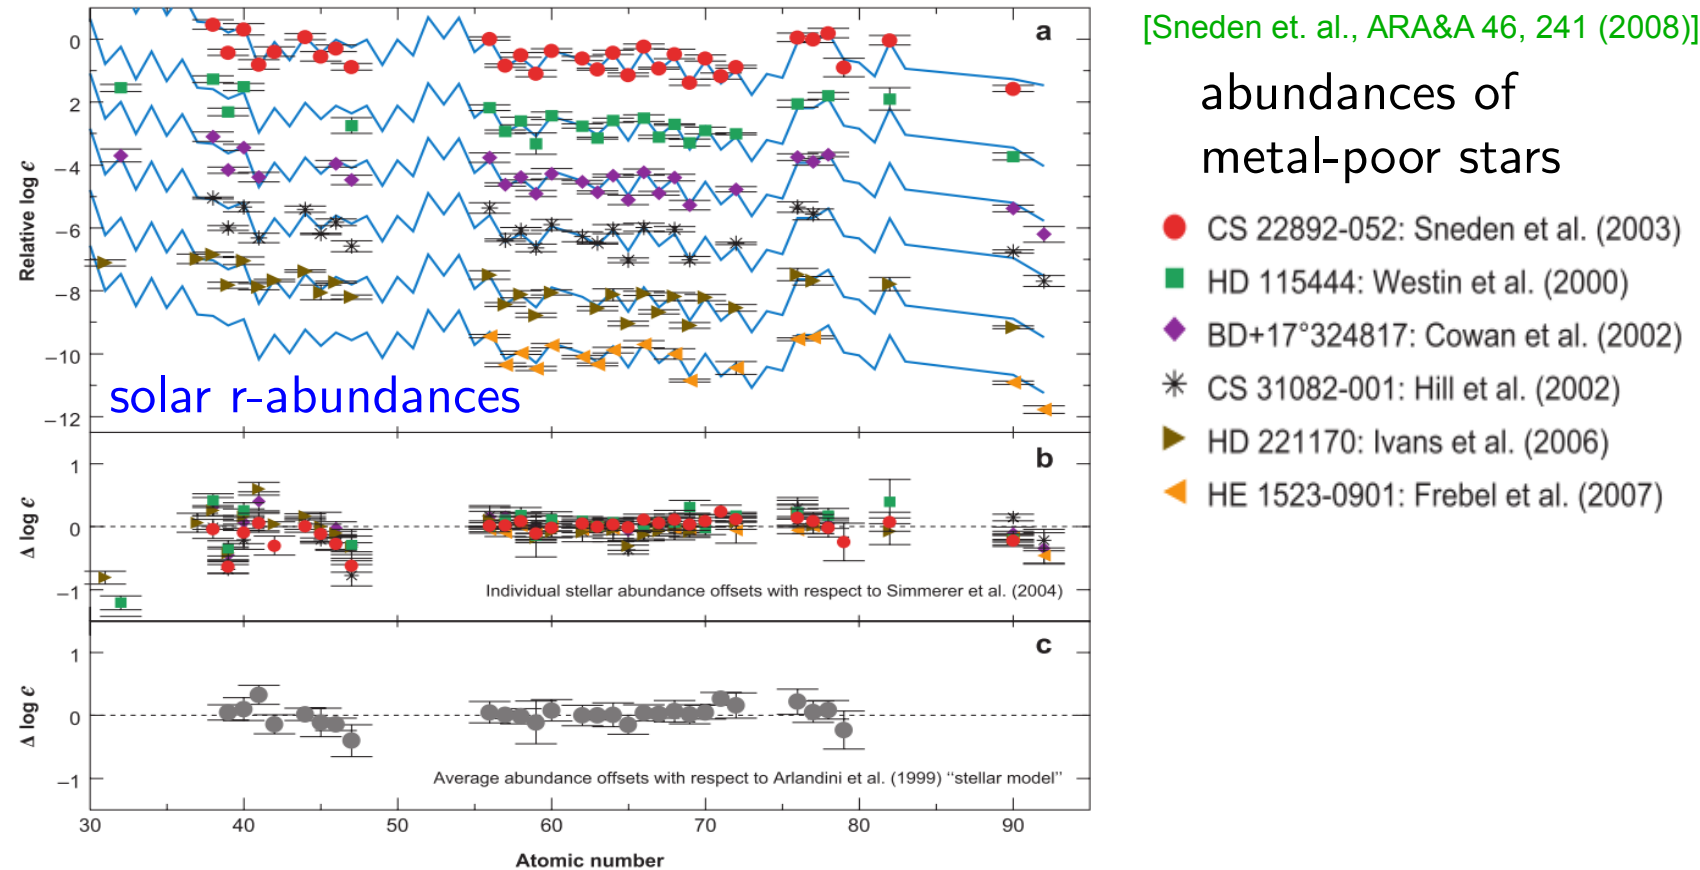 [Sneden et. al., ARA&A 46, 241 (2008)]
abundances of
metal-poor stars
CS 22892-052: Sneden et al. (2003)
HD 115444: Westin et al. (2000)
BD+17°324817: Cowan et al. (2002)
CS 31082-001: Hill et al. (2002)
HD 221170: Ivans et al. (2006)
HE 1523-0901: Frebel et al. (2007)
a
0
2
−4
−6
−8
−10
−12
Relative log ϵ
solar r-abundances
b
1
0
−1
Δ log ϵ
Individual stellar abundance offsets with respect to Simmerer et al. (2004)
c
1
0
−1
Δ log ϵ
Average abundance offsets with respect to Arlandini et al. (1999) "stellar model"
30 40 50 60 70 80 90
Atomic number